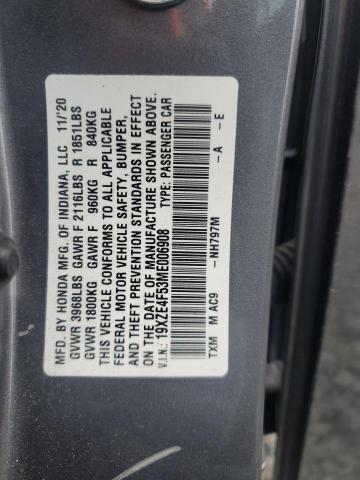 MFD. BY HONDA MFG. OF INDIANA, LLC 11/'20
GVWR 3968LBS GAWR F 2116LBS R 1851LBS
GVWR 1800KG GAWR F 960KG R 840KG
THIS VEHICLE CONFORMS TO ALL APPLICABLE
FEDERAL MOTOR VEHICLE SAFETY, BUMPER,
AND THEFT PREVENTION STANDARDS IN EFFECT
ON THE DATE OF MANUFACTURE SHOWN ABOVE.
V.I.N.: 19XZE4F53ME006908 TYPE: PASSENGER CAR
TXM M AC9 -NH797M -A -E